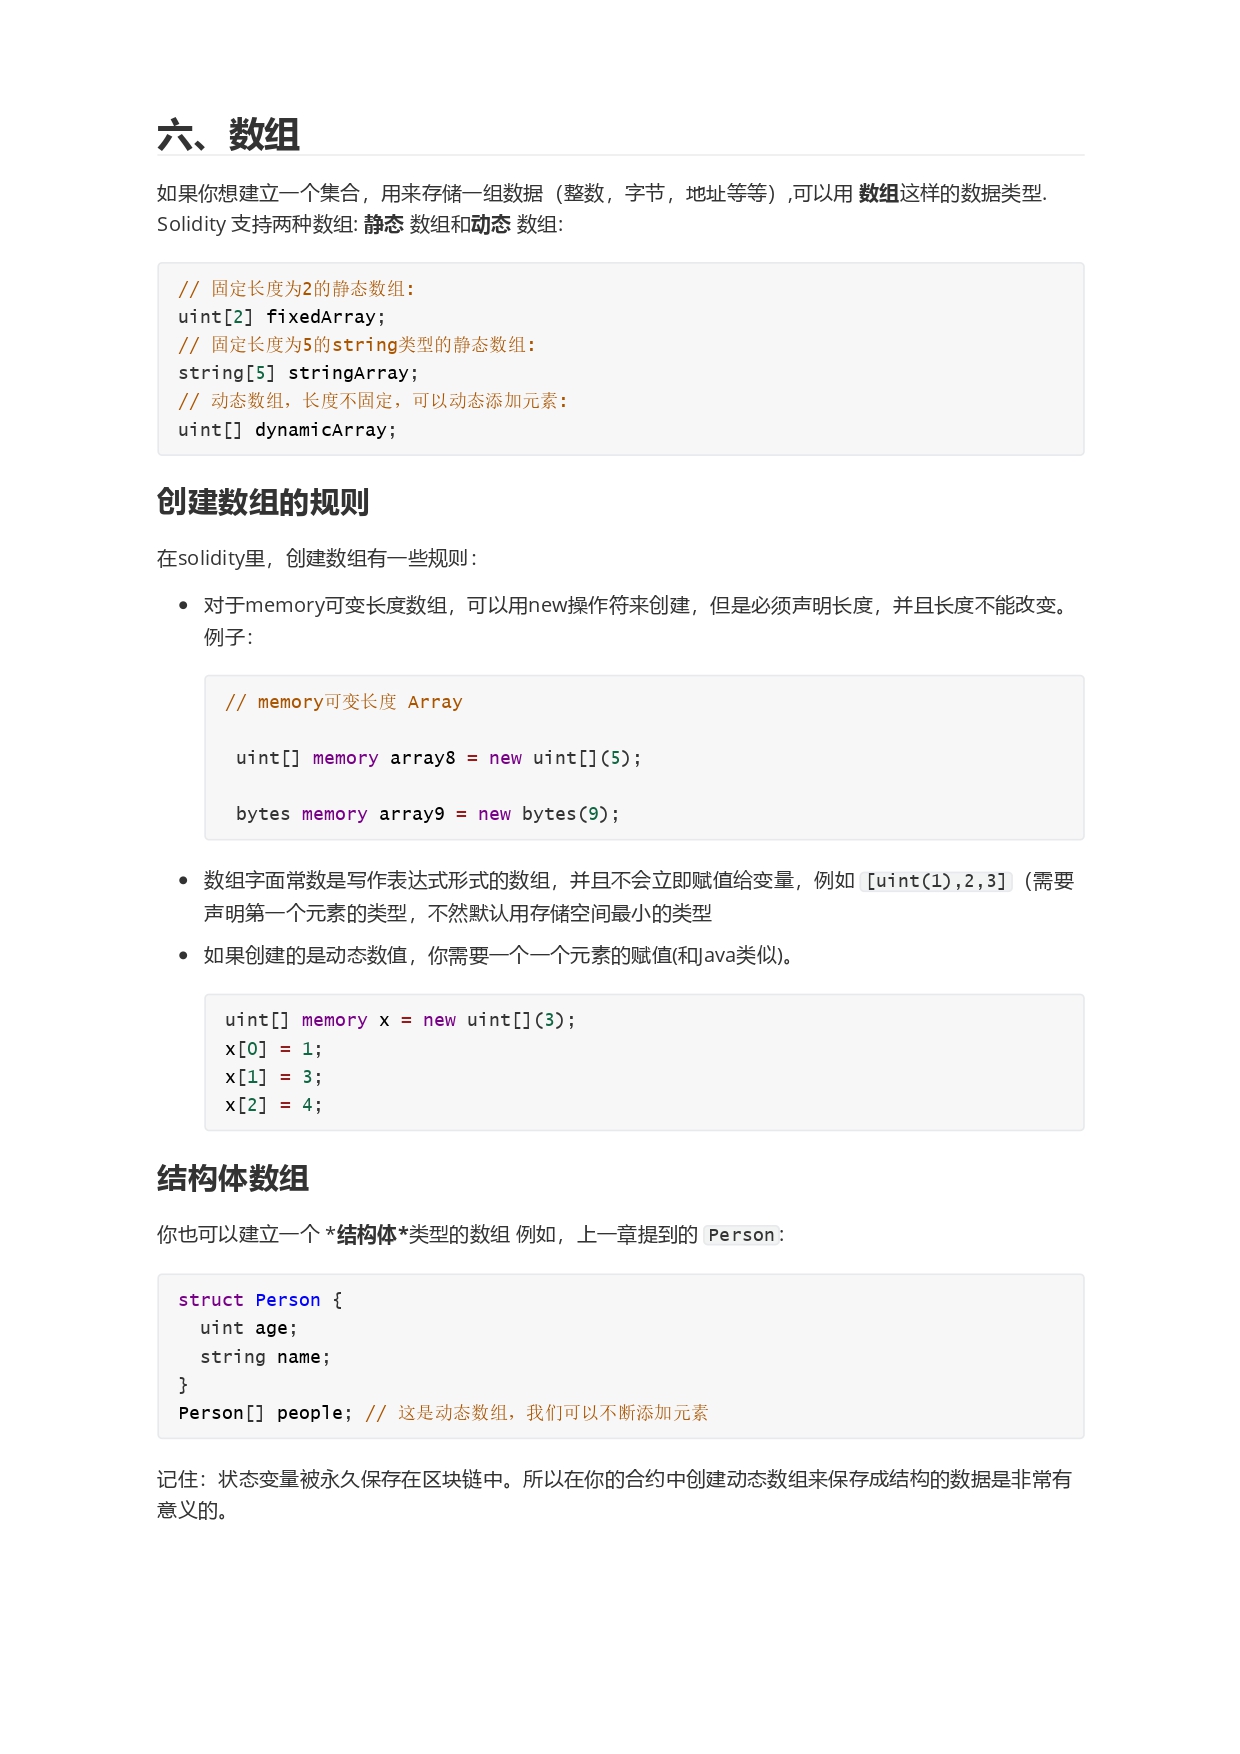 六、数组
如果你想建立一个集合，用来存储一组数据（整数，字节，地址等等）,可以用 数组这样的数据类型.
Solidity 支持两种数组: 静态 数组和动态 数组:
// 固定长度为2的静态数组:
uint[2] fixedArray;
// 固定长度为5的string类型的静态数组:
string[5] stringArray;
// 动态数组，长度不固定，可以动态添加元素:
uint[] dynamicArray;
创建数组的规则
在solidity里，创建数组有一些规则：
• 对于memory可变长度数组，可以用new操作符来创建，但是必须声明长度，并且长度不能改变。
例子：
// memory可变长度 Array
uint[] memory array8 = new uint[](5);
bytes memory array9 = new bytes(9);
• 数组字面常数是写作表达式形式的数组，并且不会立即赋值给变量，例如 [uint(1),2,3]（需要
声明第一个元素的类型，不然默认用存储空间最小的类型
• 如果创建的是动态数值，你需要一个一个元素的赋值(和Java类似)。
uint[] memory x = new uint[](3);
x[0] = 1;
x[1] = 3;
x[2] = 4;
结构体数组
你也可以建立一个 *结构体*类型的数组 例如，上一章提到的 Person:
struct Person {
  uint age;
  string name;
}
Person[] people; // 这是动态数组，我们可以不断添加元素
记住：状态变量被永久保存在区块链中。所以在你的合约中创建动态数组来保存成结构的数据是非常有
意义的。